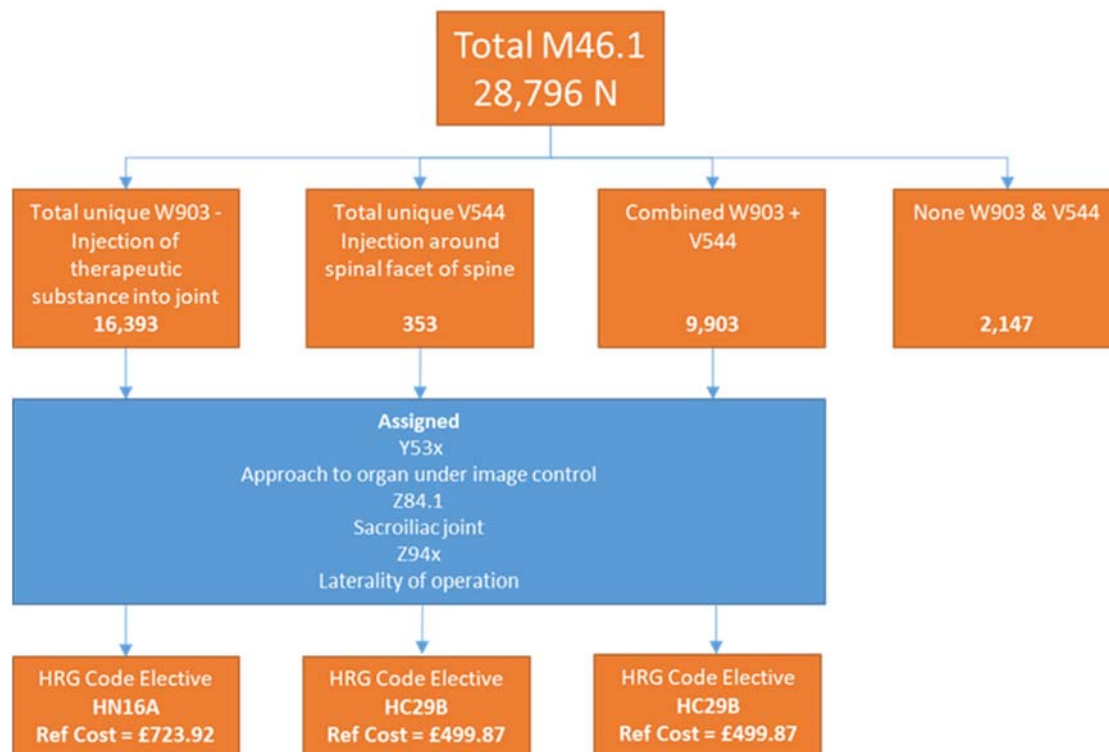 Total M46.1
28,796 N
Total unique W903 -
Injection of
therapeutic
substance into joint
16,393
Total unique V544
Injection around
spinal facet of spine
353
Combined W903 +
V544
9,903
None W903 & V544
2,147
Assigned
Y53x
Approach to organ under image control
Z84.1
Sacroiliac joint
Z94x
Laterality of operation
HRG Code Elective
HN16A
Ref Cost = £723.92
HRG Code Elective
HC29B
Ref Cost = £499.87
HRG Code Elective
HC29B
Ref Cost = £499.87